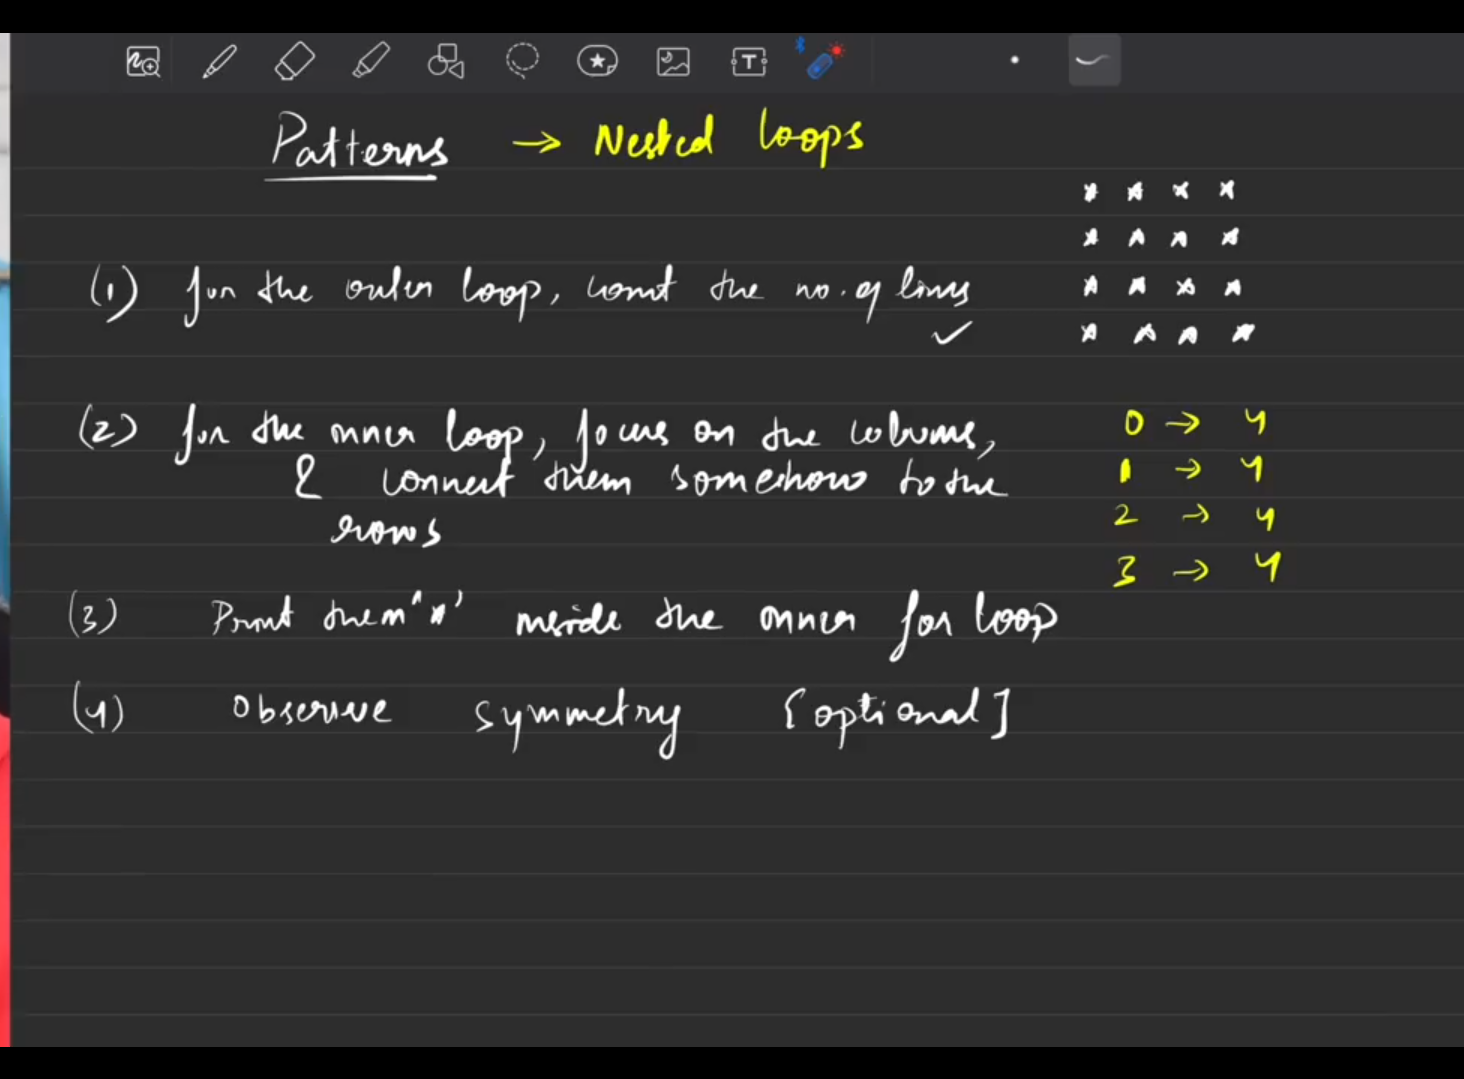 Patterns → Nested loops
* * * *
* * * *
(1) for the outer loop, count the no. of lines
* * * *
✓
* * * *
(2) for the inner loop, focus on the columns,
0 → 4
& connect them somehow to the
1 → 4
rows
2 → 4
3 → 4
(3) Print them '*' inside the inner for loop
(4) Observe symmetry [optional]